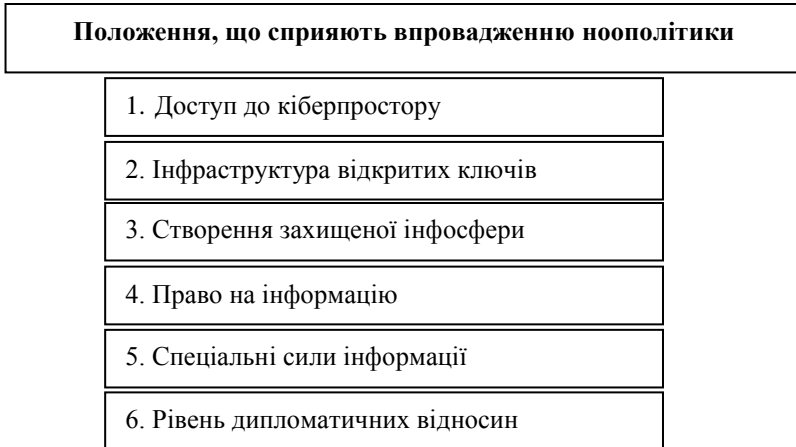 Положення, що сприяють впровадженню ноополітики
1. Доступ до кіберпростору
2. Інфраструктура відкритих ключів
3. Створення захищеної інфосфери
4. Право на інформацію
5. Спеціальні сили інформації
6. Рівень дипломатичних відносин